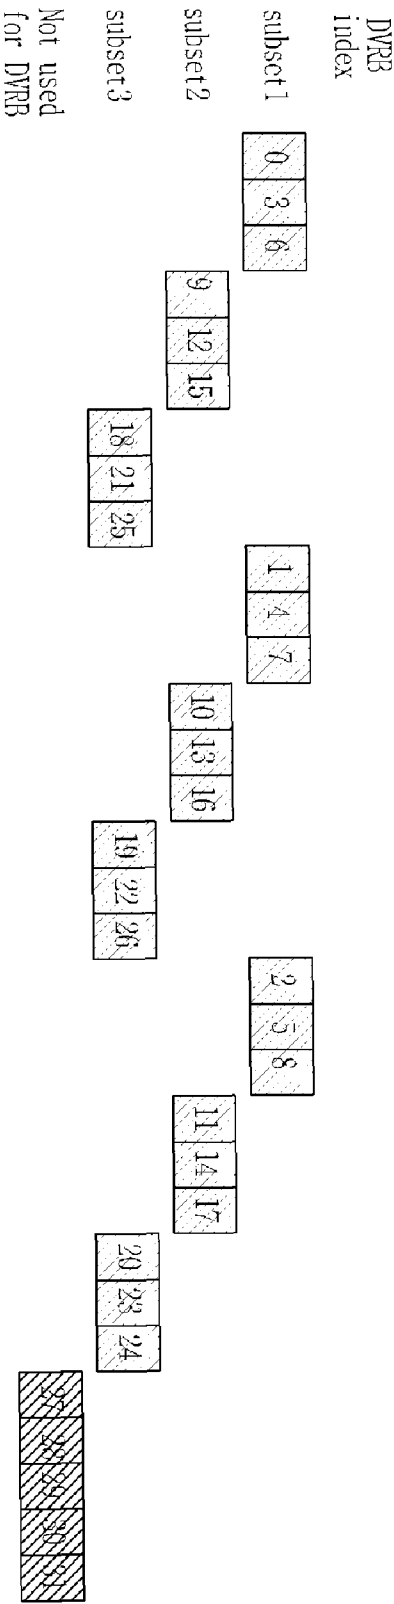 DVRB
index
subset1 0 3 6 1 4 7 2 5 8
subset2 9 12 15 10 13 16 11 14 17
subset3 18 21 25 19 22 26 20 23 24
Not used 27 28 29 30 31
for DVRB